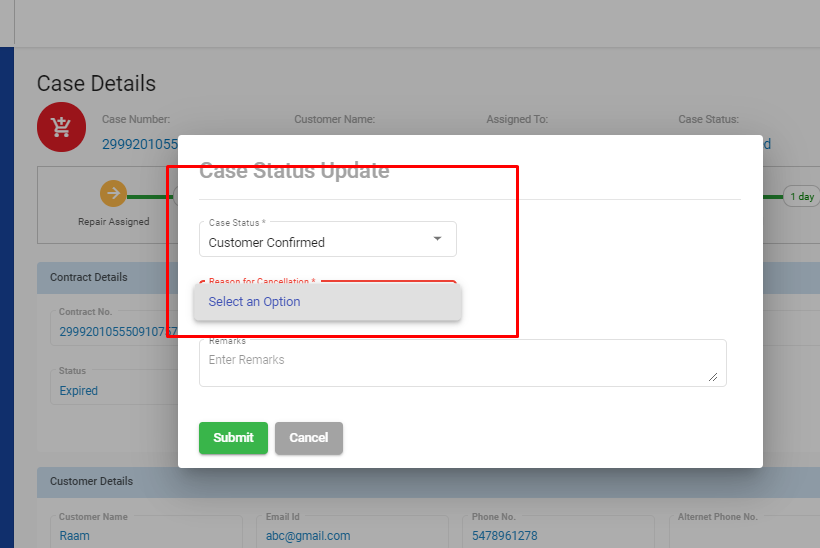 Case Details
Case Number:
Customer Name:
Assigned To:
Case Status:
2999201055
d
Case Status Update
Repair Assigned
1 day
Case Status *
Customer Confirmed
Contract Details
Reason for Cancellation *
Select an Option
Contract No.
Remarks
Enter Remarks
Status
Expired
Submit
Cancel
Customer Details
Customer Name
Email Id
Phone No.
Alternet Phone No.
Raam
abc@gmail.com
5478961278